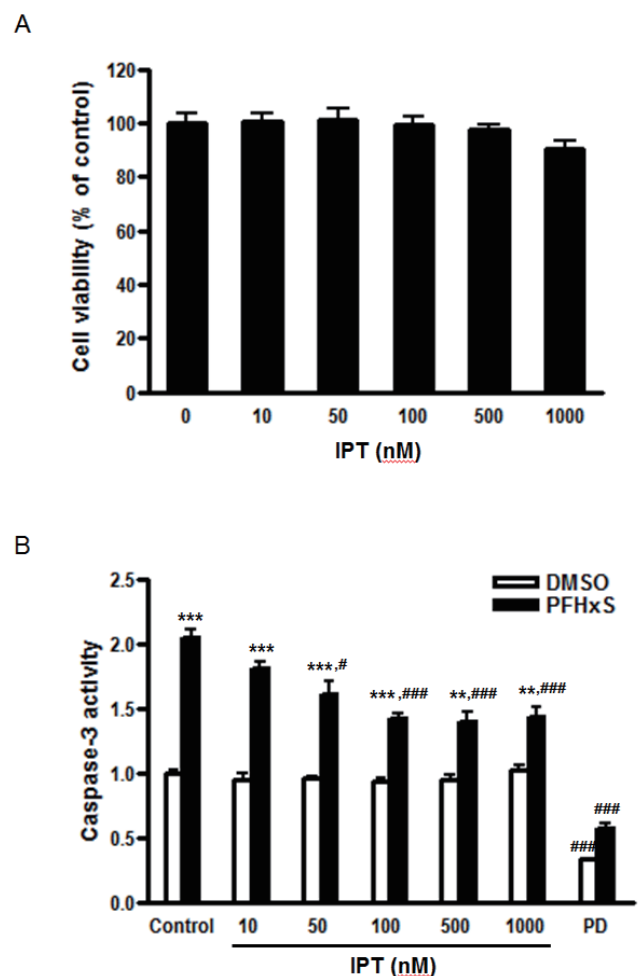 A
Cell viability (% of control)
120
100
80
60
40
20
0
0 10 50 100 500 1000
IPT (nM)
B
Caspase-3 activity
2.5
2.0
1.5
1.0
0.5
0.0
DMSO
PFHxS
***
***
***,#
***,###
**,###
**,###
###
###
Control 10 50 100 500 1000 PD
IPT (nM)